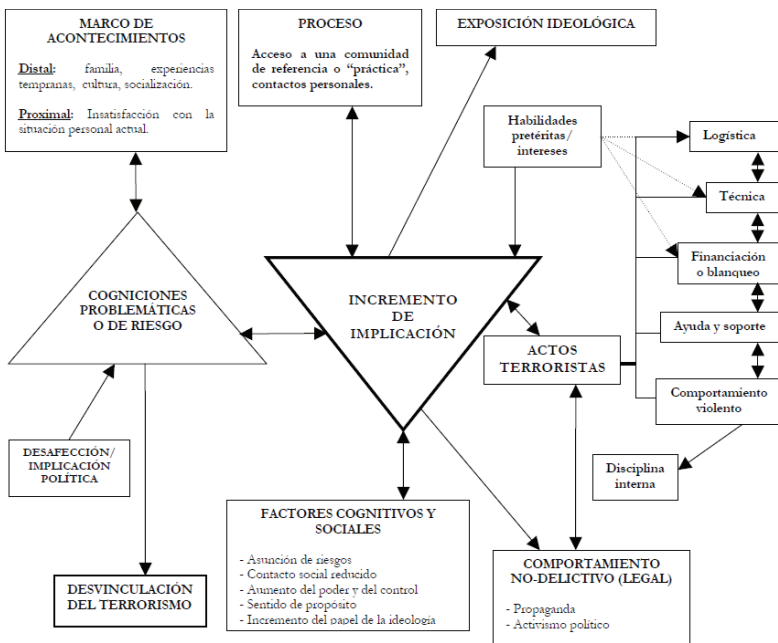 MARCO DE
ACONTECIMIENTOS
Distal: familia, experiencias
tempranas, cultura, socialización.
Proximal: Insatisfacción con la
situación personal actual.
PROCESO
Acceso a una comunidad
de referencia o “práctica”,
contactos personales.
EXPOSICIÓN IDEOLÓGICA
Habilidades
pretéritas/
intereses
Logística
Técnica
Financiación
o blanqueo
Ayuda y soporte
Comportamiento
violento
Disciplina
interna
COGNICIONES
PROBLEMÁTICAS
O DE RIESGO
INCREMENTO
DE
IMPLICACIÓN
ACTOS
TERRORISTAS
DESAFECCIÓN/
IMPLICACIÓN
POLÍTICA
DESVINCULACIÓN
DEL TERRORISMO
FACTORES COGNITIVOS Y
SOCIALES
- Asunción de riesgos
- Contacto social reducido
- Aumento del poder y del control
- Sentido de propósito
- Incremento del papel de la ideología
COMPORTAMIENTO
NO-DELICTIVO (LEGAL)
- Propaganda
- Activismo político